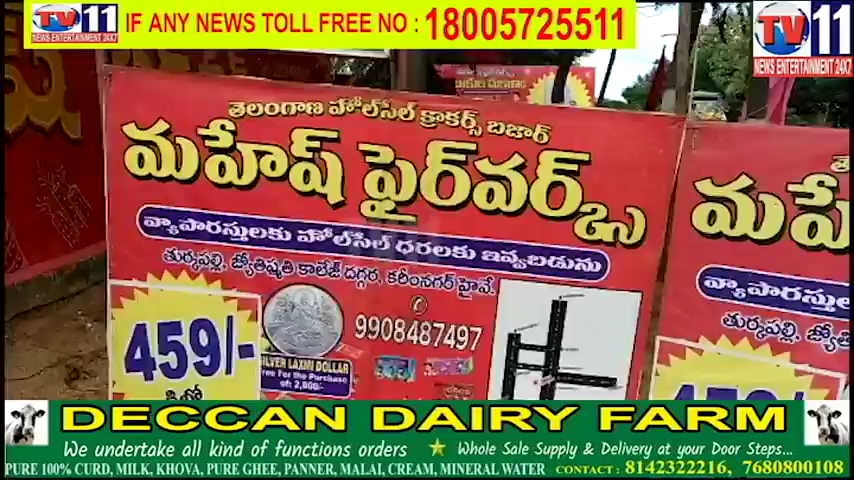 TV 11
NEWS ENTERTAINMENT 24X7
IF ANY NEWS TOLL FREE NO : 18005725511
TV 11
NEWS ENTERTAINMENT 24X7
తెలంగాణ హోల్‌సేల్ క్రాకర్స్ బజార్
మహేష్ ఫైర్‌వర్క్స్
వ్యాపారస్తులకు హోల్‌సేల్ ధరలకు ఇవ్వబడును
తుర్కపల్లి, జ్యోతిష్మతి కాలేజ్ దగ్గర, కరీంనగర్ హైవే.
9908487497
459/-
కిలో
SILVER LAXMI DOLLAR
Free For the Purchase
of: 2,000/-
మహే
వ్యాపారస్తుల
తుర్కపల్లి, జ్యోతి
DECCAN DAIRY FARM
We undertake all kind of functions orders ★ Whole Sale Supply & Delivery at your Door Steps...
PURE 100% CURD, MILK, KHOVA, PURE GHEE, PANNER, MALAI, CREAM, MINERAL WATER CONTACT : 8142322216, 7680800108